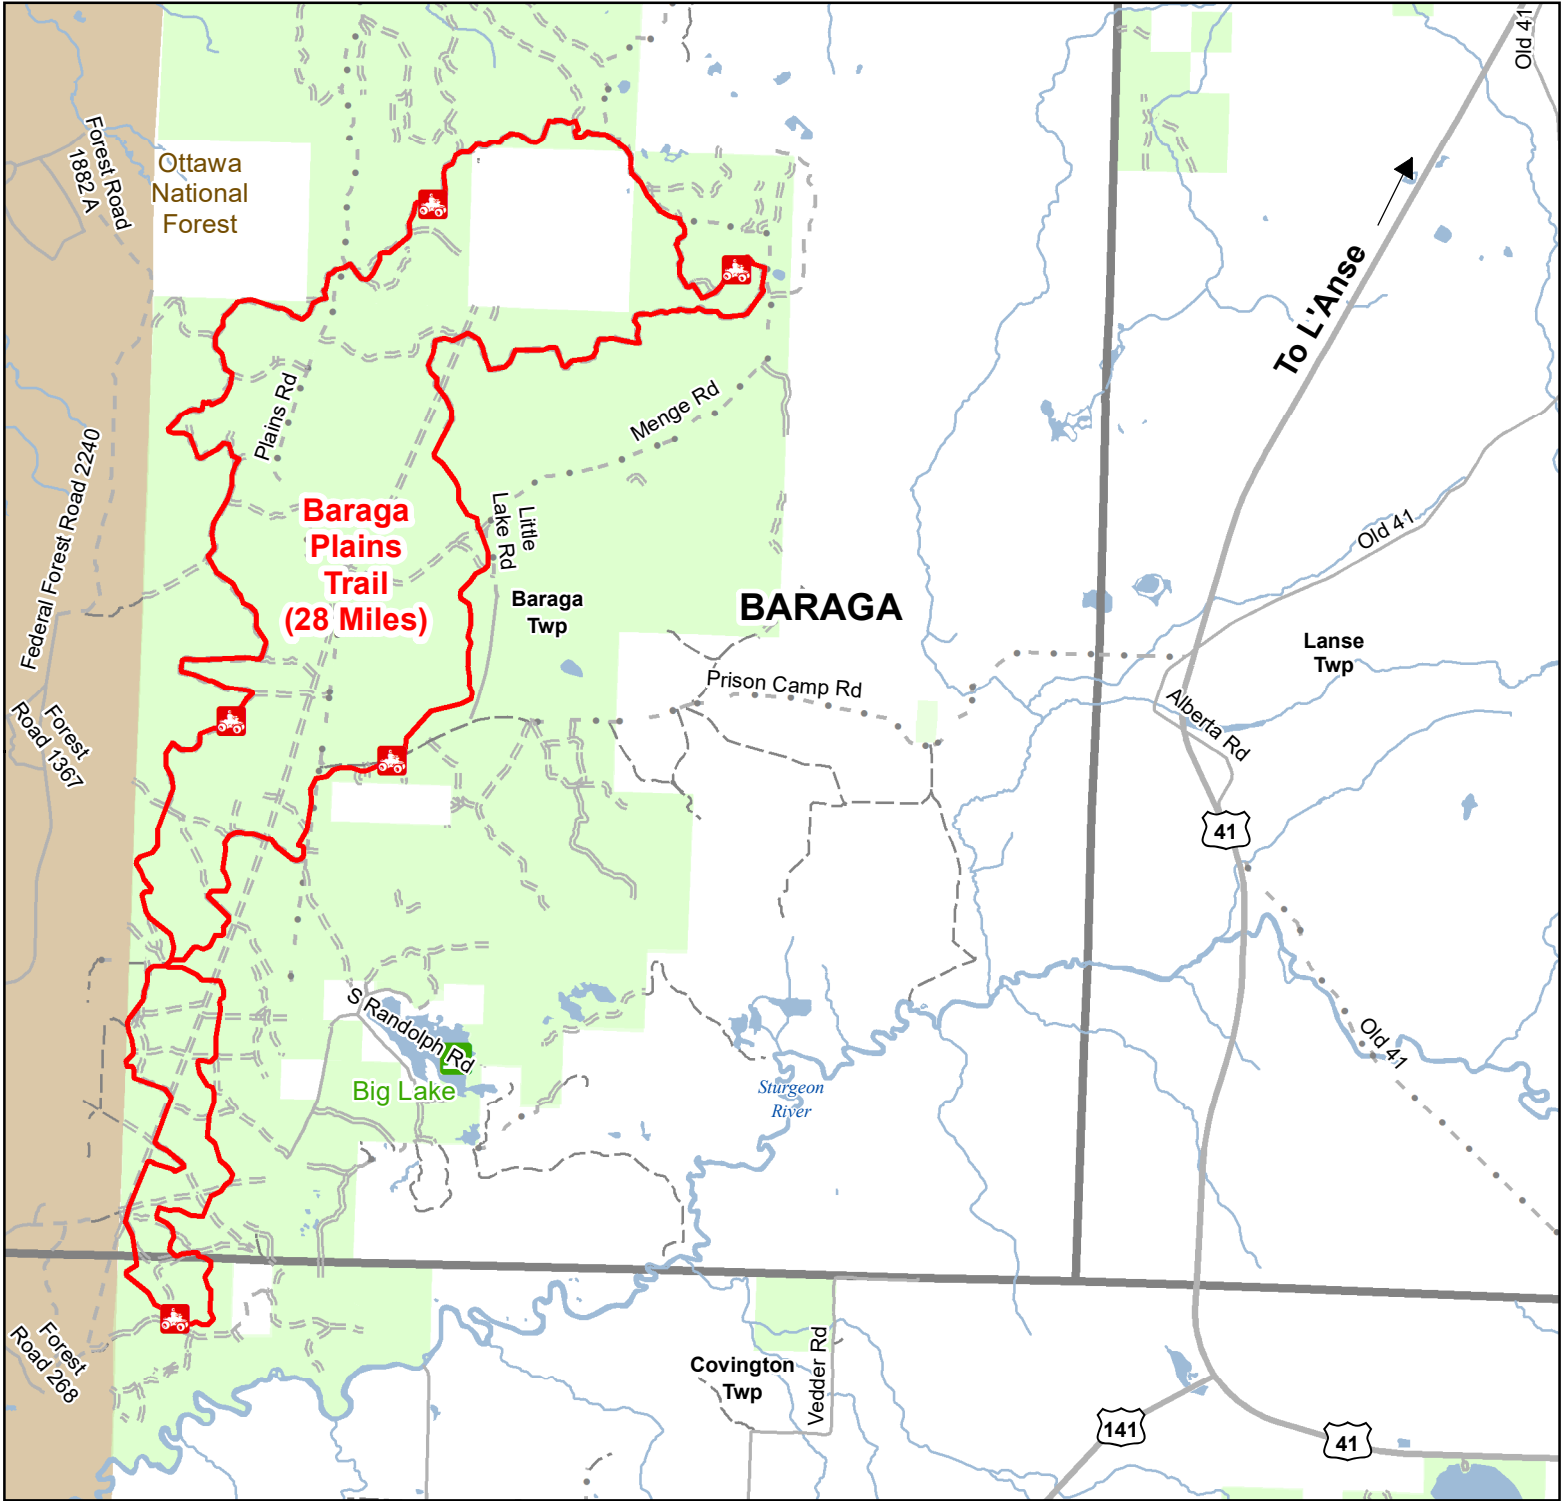 Old 41
Forest Road
1882 A
Ottawa
National
Forest
To L'Anse
Plains Rd
Menge Rd
Federal Forest Road 2240
Baraga
Plains
Trail
(28 Miles)
Little
Lake Rd
Old 41
Baraga
Twp
BARAGA
Lanse
Twp
Prison Camp Rd
Alberta Rd
Forest
Road 1367
41
S Randolph Rd
Big Lake
Sturgeon
River
Old 41
Forest
Road 268
Covington
Twp
Vedder Rd
141
41